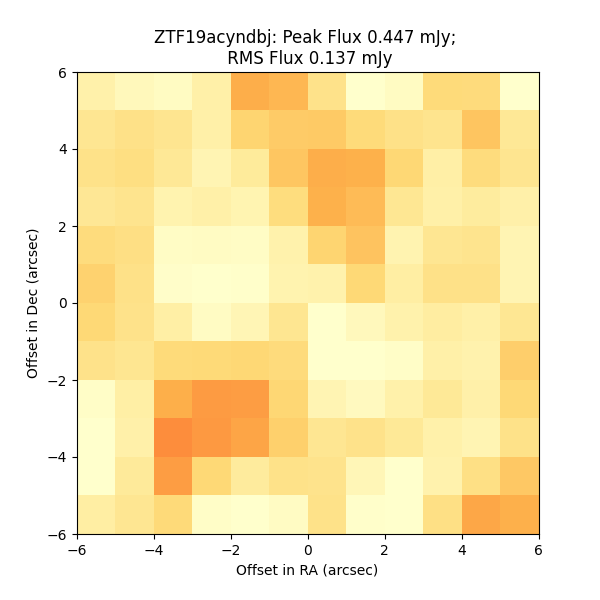 ZTF19acyndbj: Peak Flux 0.447 mJy;
RMS Flux 0.137 mJy
6
4
2
0
−2
−4
−6
Offset in Dec (arcsec)
−6 −4 −2 0 2 4 6
Offset in RA (arcsec)